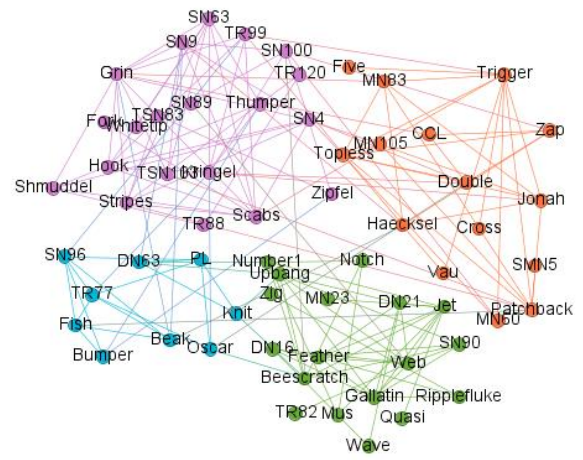 SN63
SN9
TR99
SN100
Five
Grin
TR120
MN83
Trigger
SN89
Thumper
Fork
TSN83
Whitetip
SN4
MN105
CCL
Zap
Topless
Hook
TSN103
Kringel
Double
Shmuddel
Stripes
Zipfel
Jonah
TR88
Scabs
Haecksel
Cross
SN96
DN63
PL
Number1
Notch
Upbang
Vau
SMN5
TR77
Zig
MN23
DN21
Jet
Patchback
Fish
Knit
MN60
Bumper
Beak
Oscar
DN16
Feather
Web
SN90
Beescratch
Gallatin
Ripplefluke
TR82
Mus
Quasi
Wave